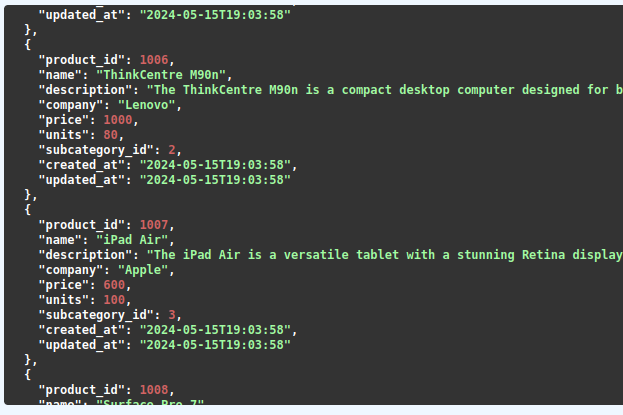 "updated_at": "2024-05-15T19:03:58"
},
{
"product_id": 1006,
"name": "ThinkCentre M90n",
"description": "The ThinkCentre M90n is a compact desktop computer designed for b
"company": "Lenovo",
"price": 1000,
"units": 80,
"subcategory_id": 2,
"created_at": "2024-05-15T19:03:58",
"updated_at": "2024-05-15T19:03:58"
},
{
"product_id": 1007,
"name": "iPad Air",
"description": "The iPad Air is a versatile tablet with a stunning Retina display
"company": "Apple",
"price": 600,
"units": 100,
"subcategory_id": 3,
"created_at": "2024-05-15T19:03:58",
"updated_at": "2024-05-15T19:03:58"
},
{
"product_id": 1008,
"name": "Surface Pro 7",